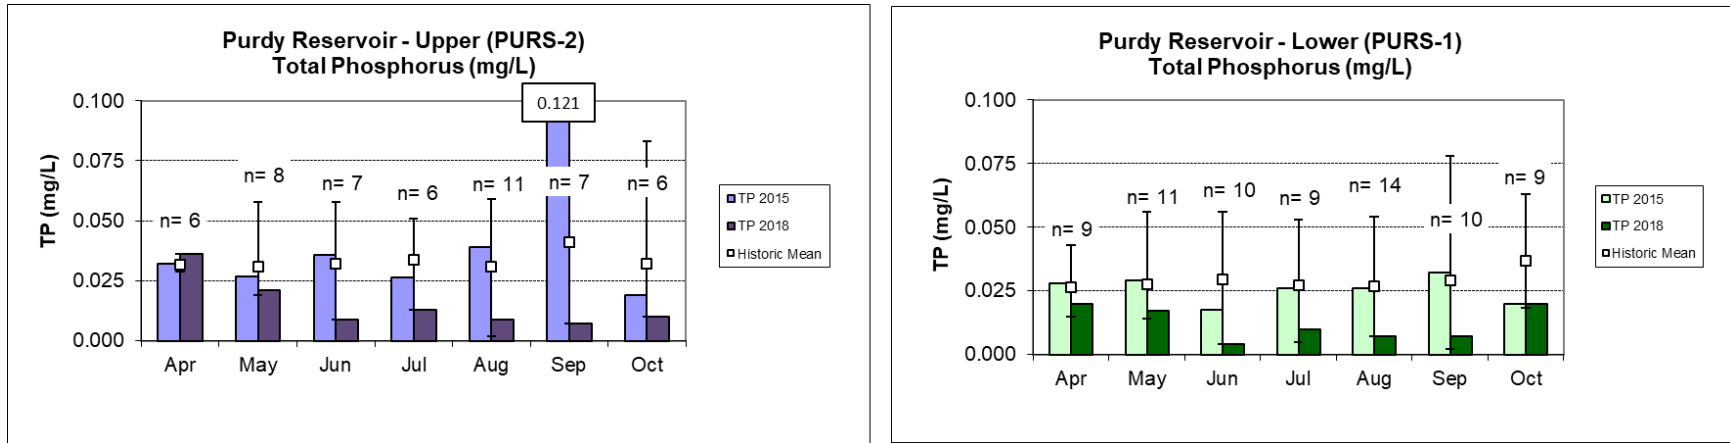 Purdy Reservoir - Upper (PURS-2)
Total Phosphorus (mg/L)
TP (mg/L)
0.100
0.075
0.050
0.025
0.000
0.121
n= 6
n= 8
n= 7
n= 6
n= 11
n= 7
n= 6
Apr
May
Jun
Jul
Aug
Sep
Oct
TP 2015
TP 2018
Historic Mean
Purdy Reservoir - Lower (PURS-1)
Total Phosphorus (mg/L)
TP (mg/L)
0.100
0.075
0.050
0.025
0.000
n= 9
n= 11
n= 10
n= 9
n= 14
n= 10
n= 9
Apr
May
Jun
Jul
Aug
Sep
Oct
TP 2015
TP 2018
Historic Mean